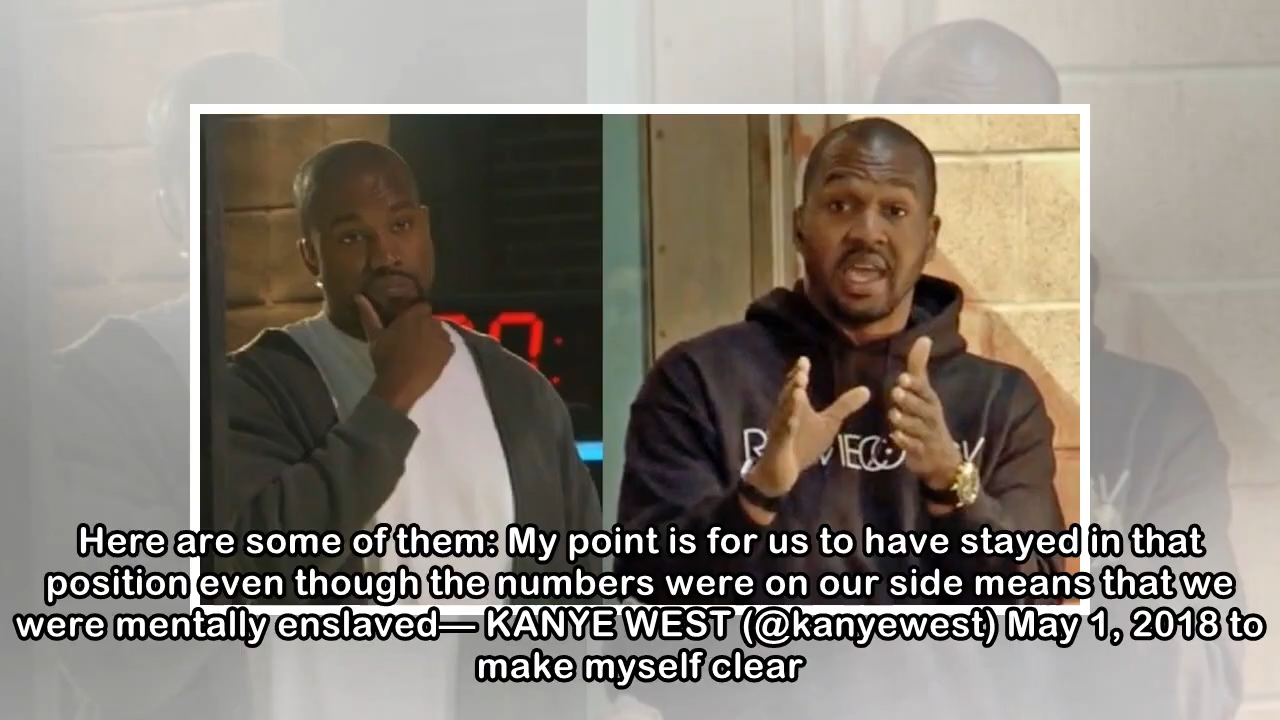 Here are some of them: My point is for us to have stayed in that
position even though the numbers were on our side means that we
were mentally enslaved— KANYE WEST (@kanyewest) May 1, 2018 to
make myself clear